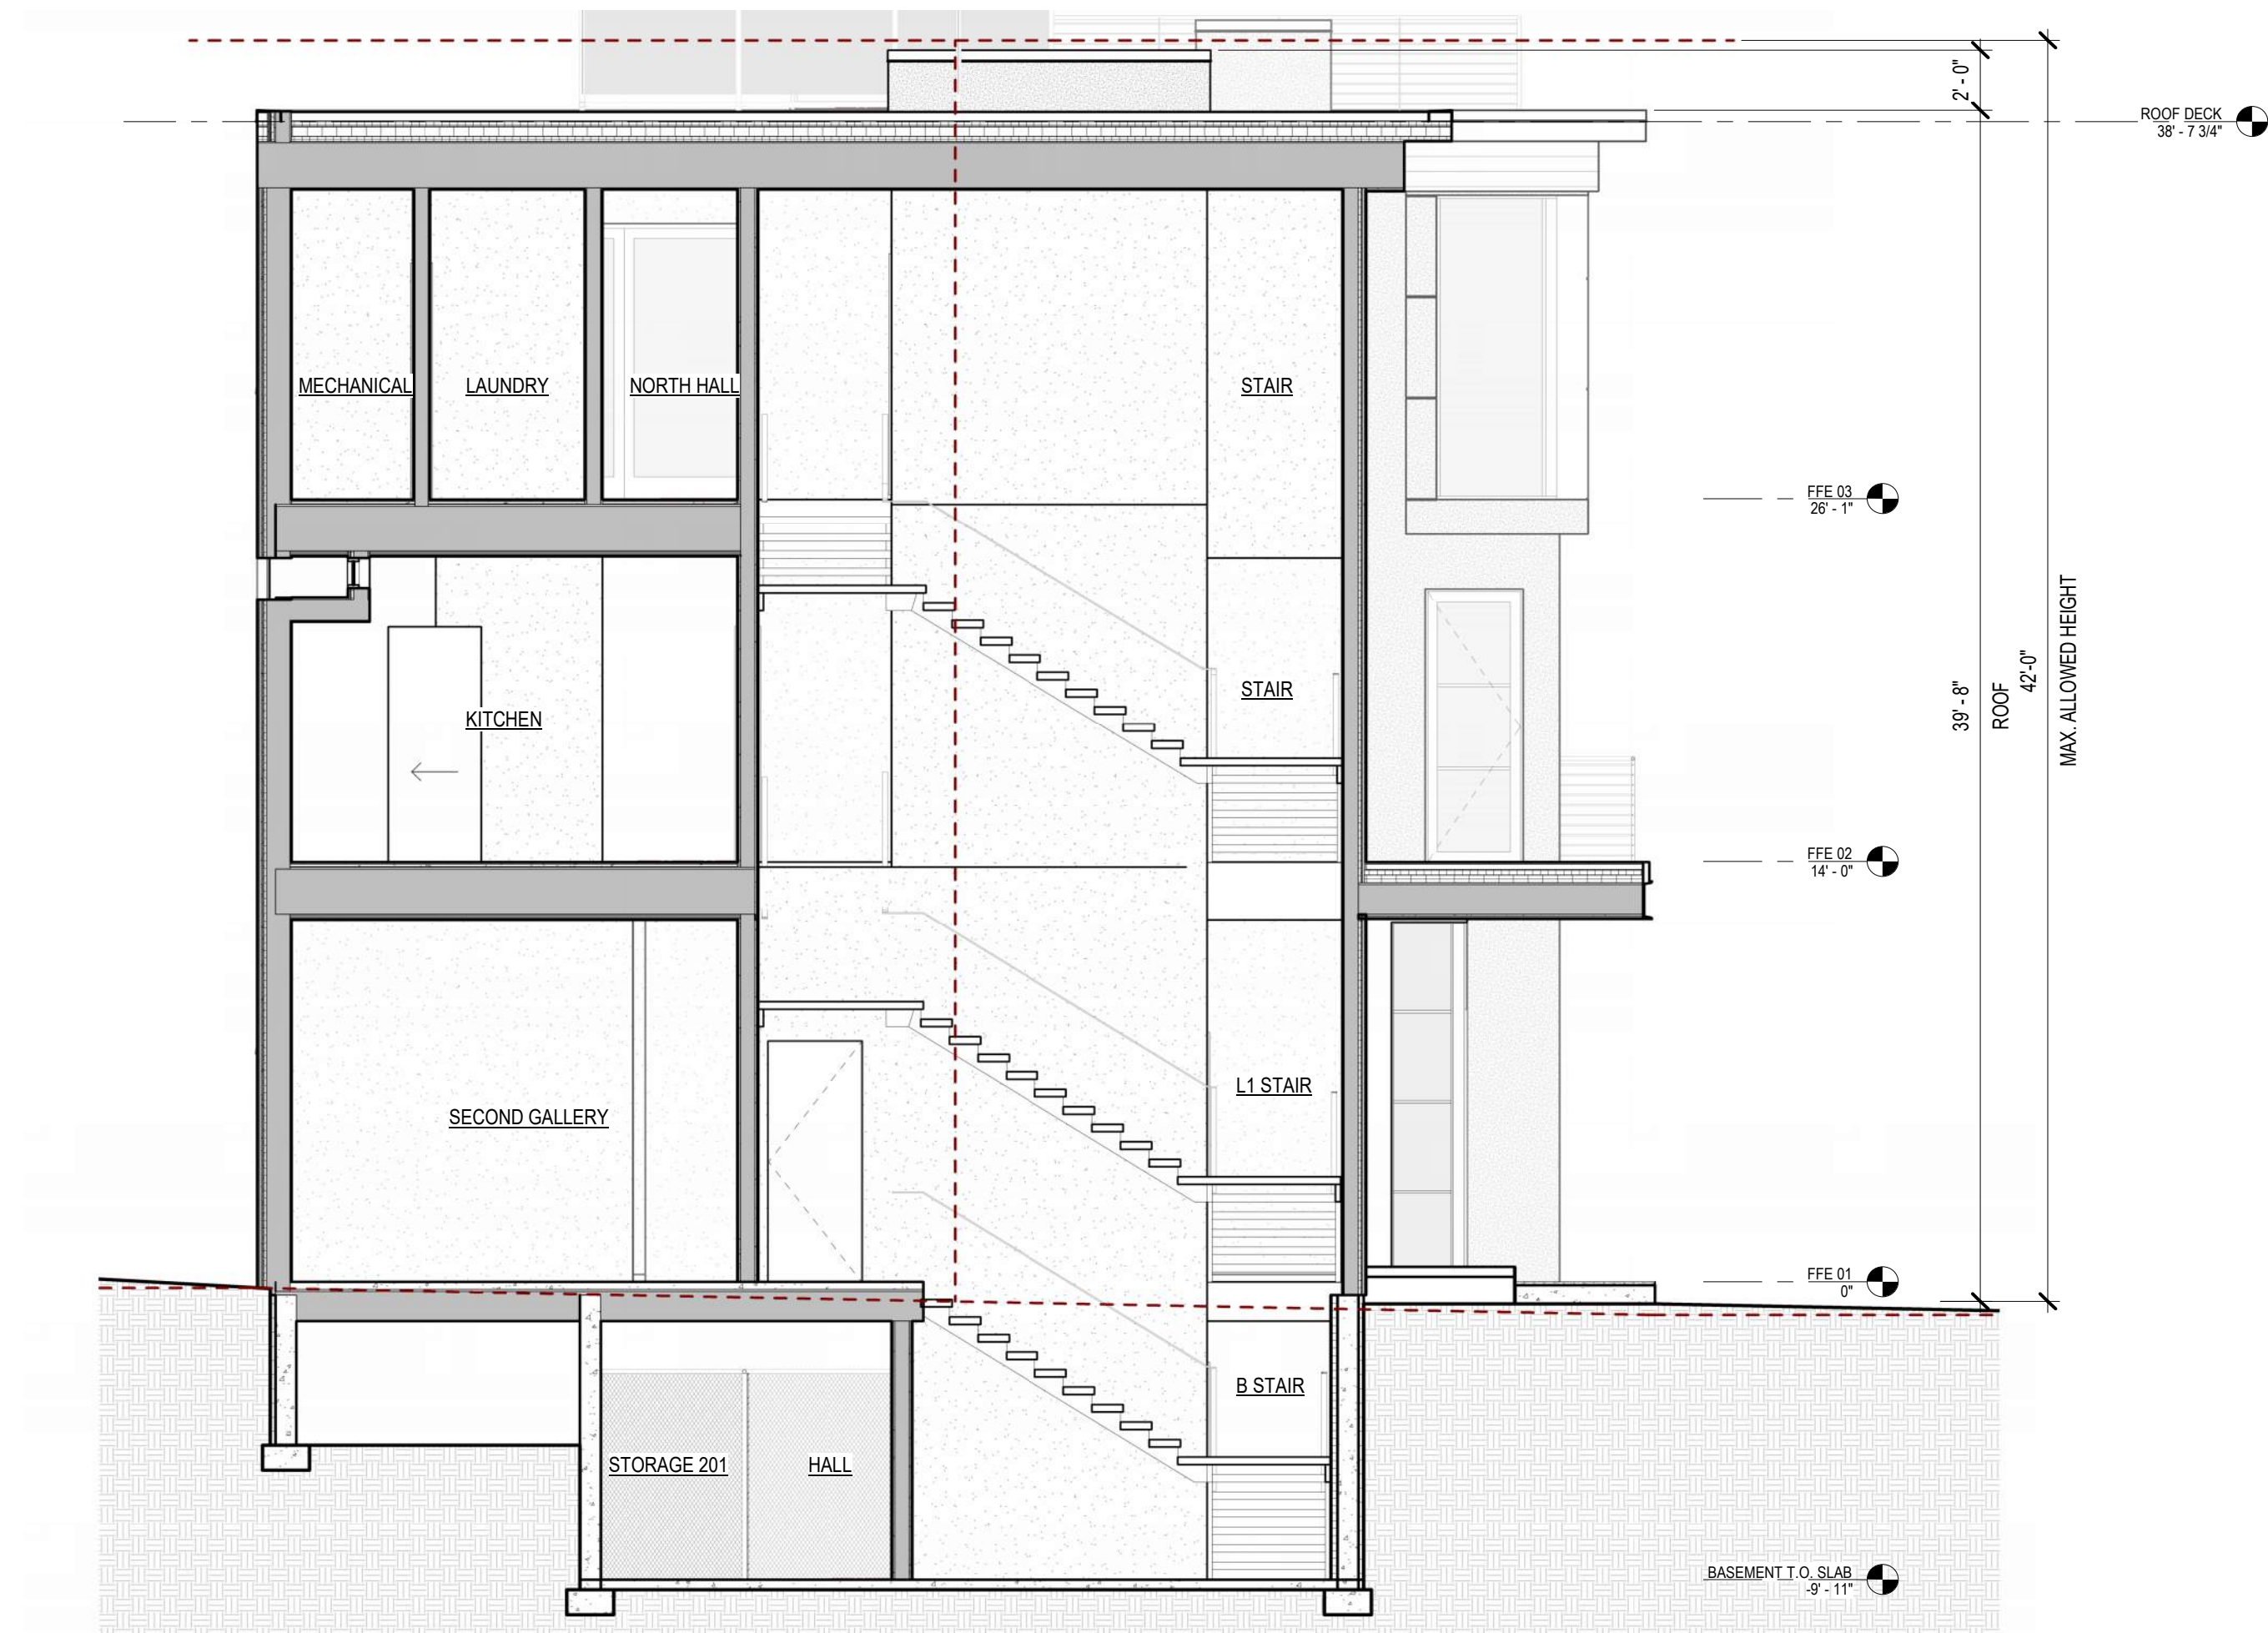 2' - 0"
ROOF DECK
38' - 7 3/4"
MECHANICAL
LAUNDRY
NORTH HALL
STAIR
FFE 03
26' - 1"
KITCHEN
STAIR
39' - 8"
ROOF
42'-0"
MAX. ALLOWED HEIGHT
FFE 02
14' - 0"
SECOND GALLERY
L1 STAIR
FFE 01
0"
STORAGE 201
HALL
B STAIR
BASEMENT T.O. SLAB
-9' - 11"